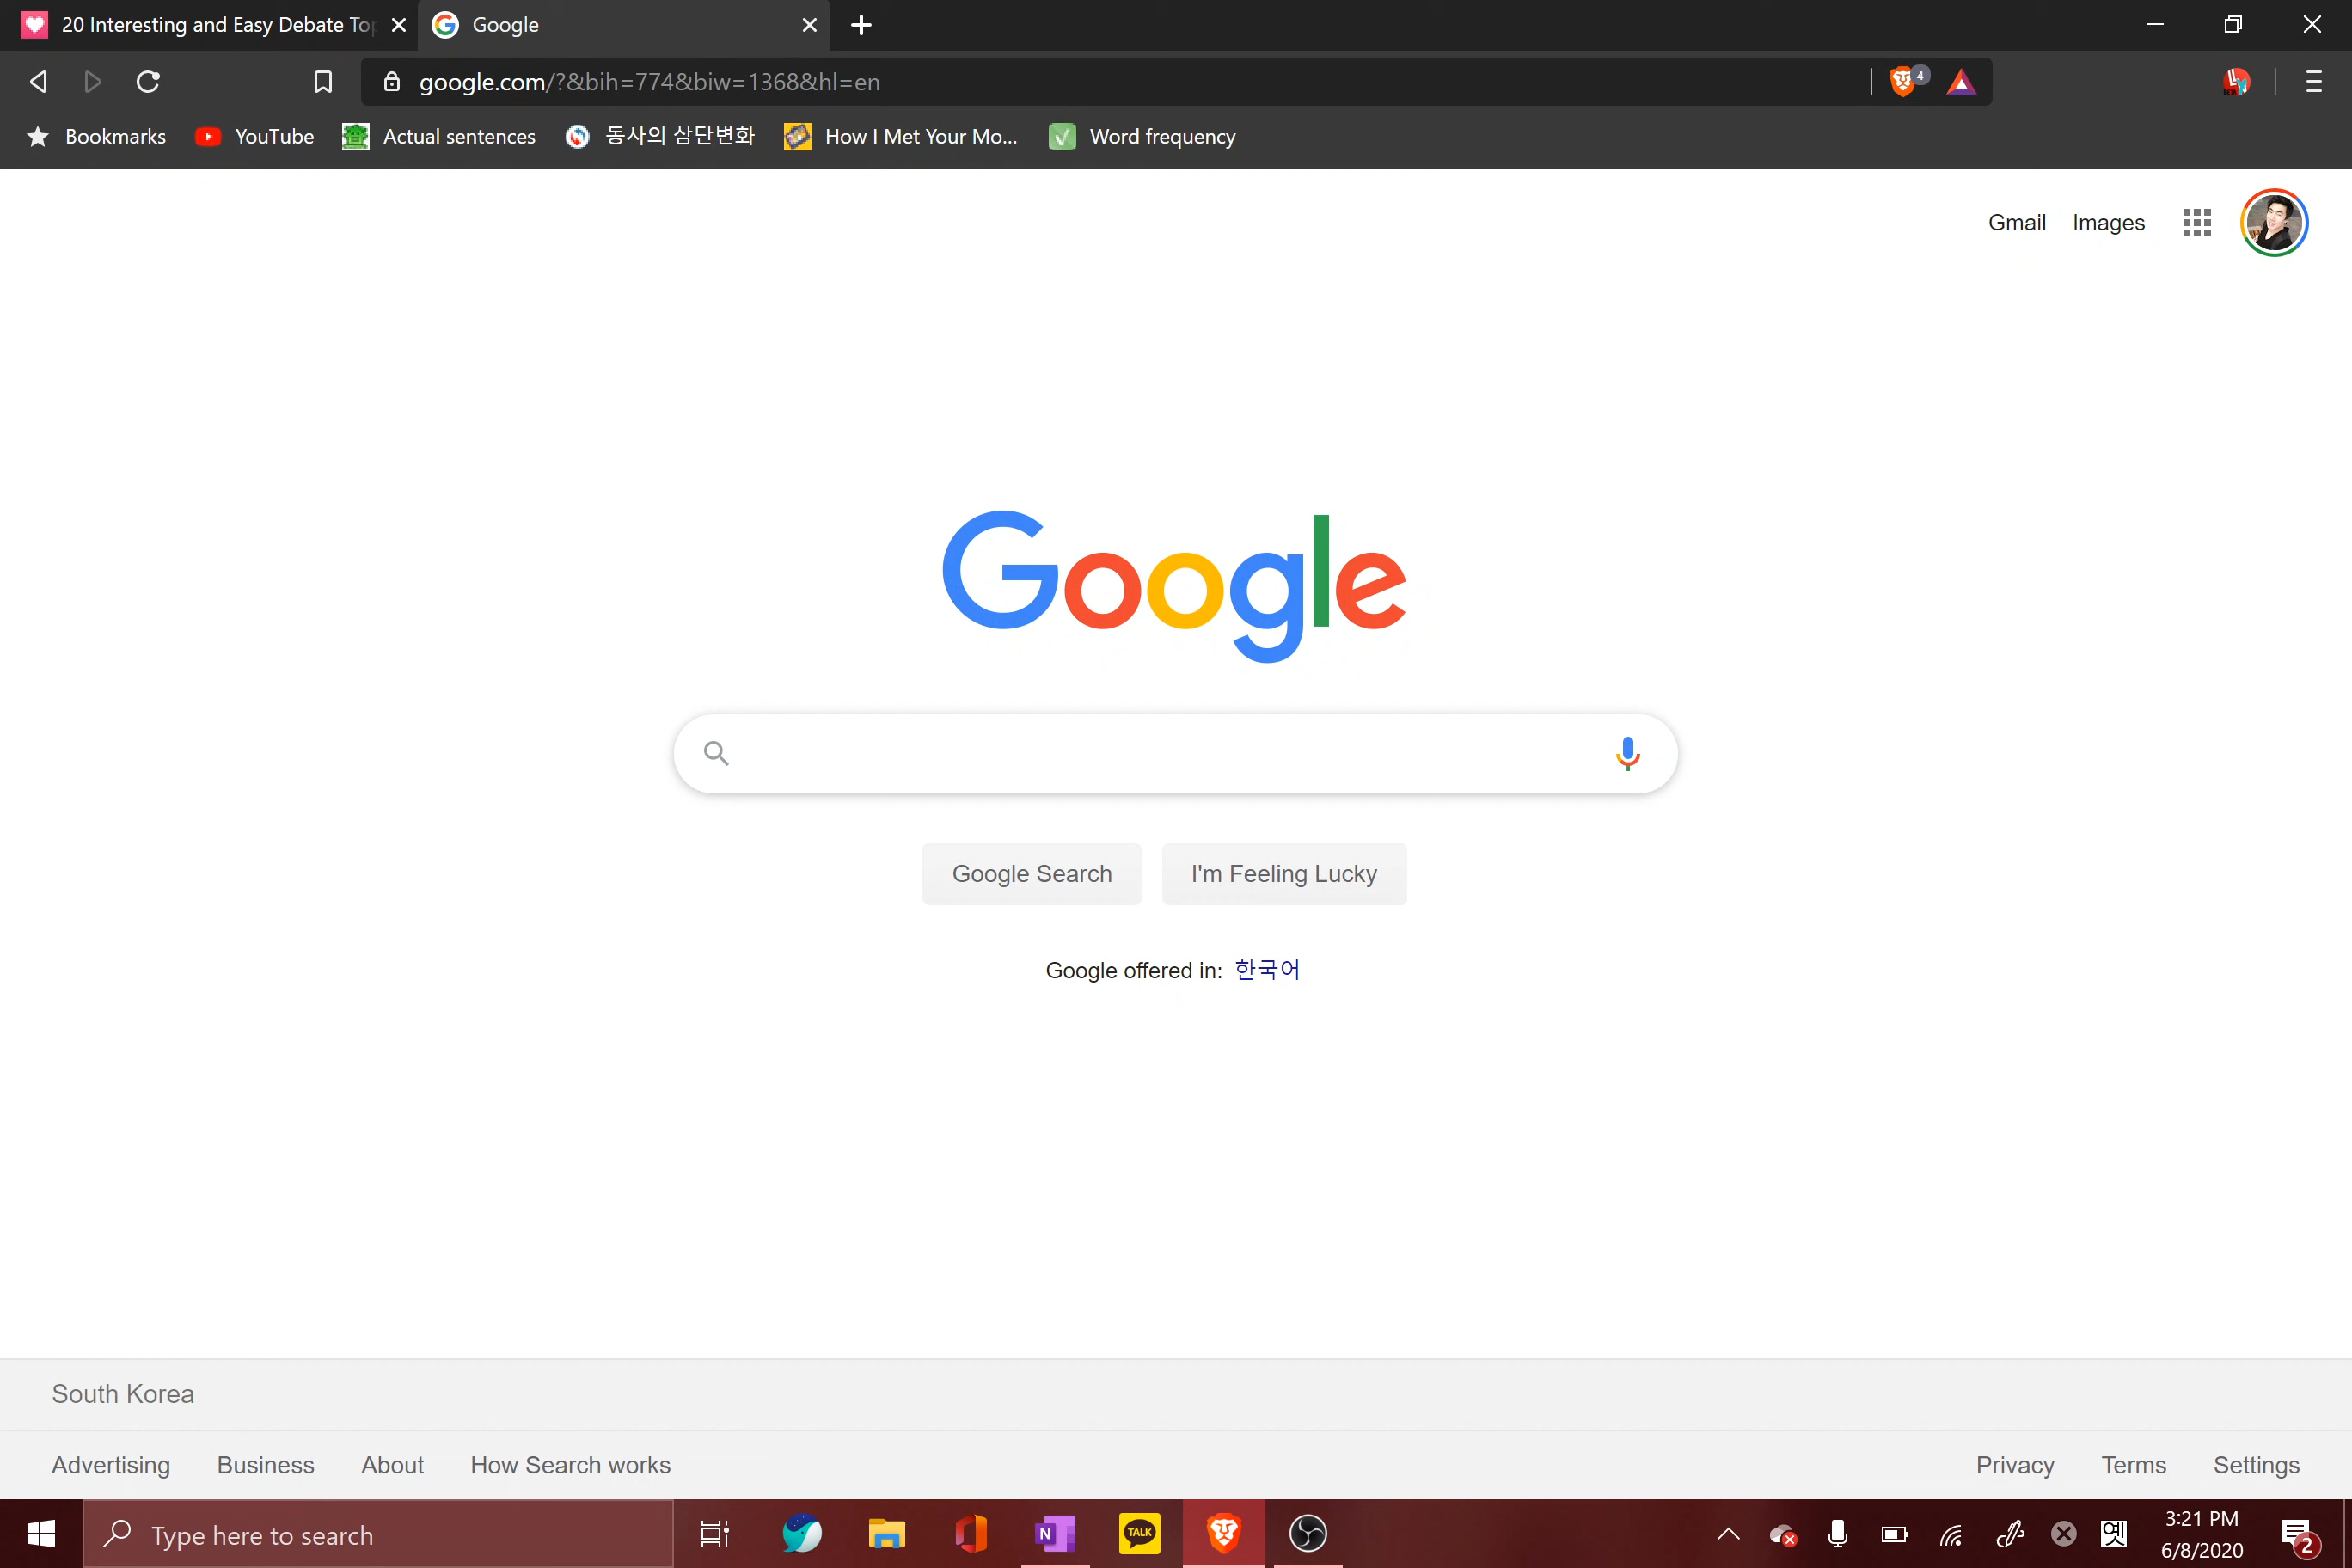 20 Interesting and Easy Debate To
Google
google.com/?&bih=774&biw=1368&hl=en
4
Bookmarks YouTube Actual sentences 동사의 삼단변화 How I Met Your Mo... Word frequency
Gmail Images
Google
Google Search I'm Feeling Lucky
Google offered in: 한국어
South Korea
Advertising Business About How Search works Privacy Terms Settings
Type here to search
N
TALK
3:21 PM
6/8/2020
2